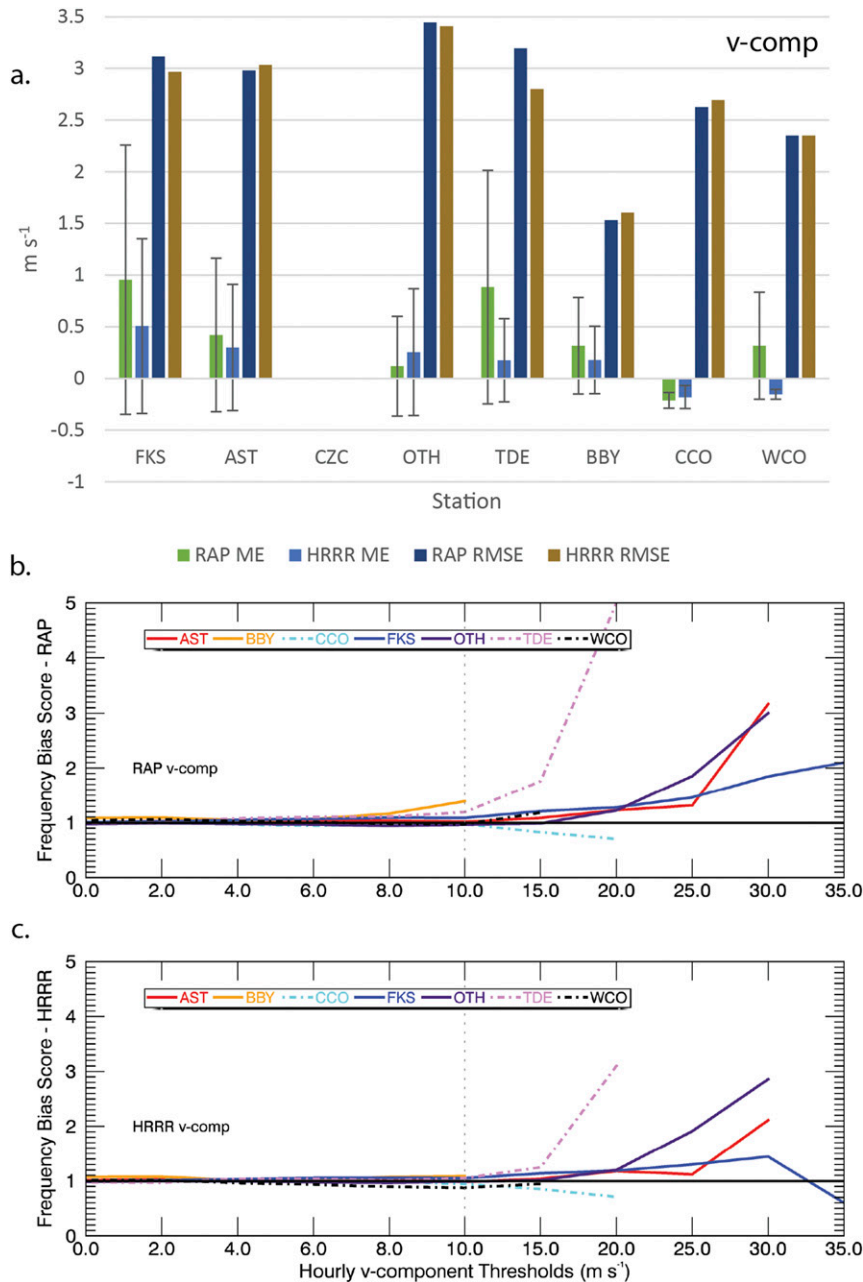 a.
v-comp
3.5
3
2.5
2
1.5
1
0.5
0
-0.5
-1
m s-1
FKS AST CZC OTH TDE BBY CCO WCO
Station
RAP ME HRRR ME RAP RMSE HRRR RMSE
b.
Frequency Bias Score - RAP
5
4
3
2
1
0
AST BBY CCO FKS OTH TDE WCO
RAP v-comp
0.0 2.0 4.0 6.0 8.0 10.0 15.0 20.0 25.0 30.0 35.0
c.
Frequency Bias Score - HRRR
5
4
3
2
1
0
AST BBY CCO FKS OTH TDE WCO
HRRR v-comp
0.0 2.0 4.0 6.0 8.0 10.0 15.0 20.0 25.0 30.0 35.0
Hourly v-component Thresholds (m s-1)